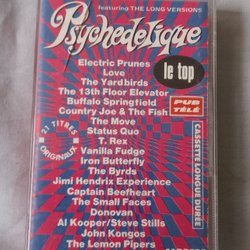 featuring THE LONG VERSIONS
Psychedelique
le top
Electric Prunes
Love
The Yardbirds
The 13th Floor Elevator
Buffalo Springfield
Country Joe & The Fish
The Move
Status Quo
T. Rex
Vanilla Fudge
Iron Butterfly
The Byrds
Jimi Hendrix Experience
Captain Beefheart
The Small Faces
Donovan
Al Kooper/Steve Stills
John Kongos
The Lemon Pipers
PUB
TÉLÉ
21 TITRES
ORIGINAUX
CASSETTE LONGUE DURÉE